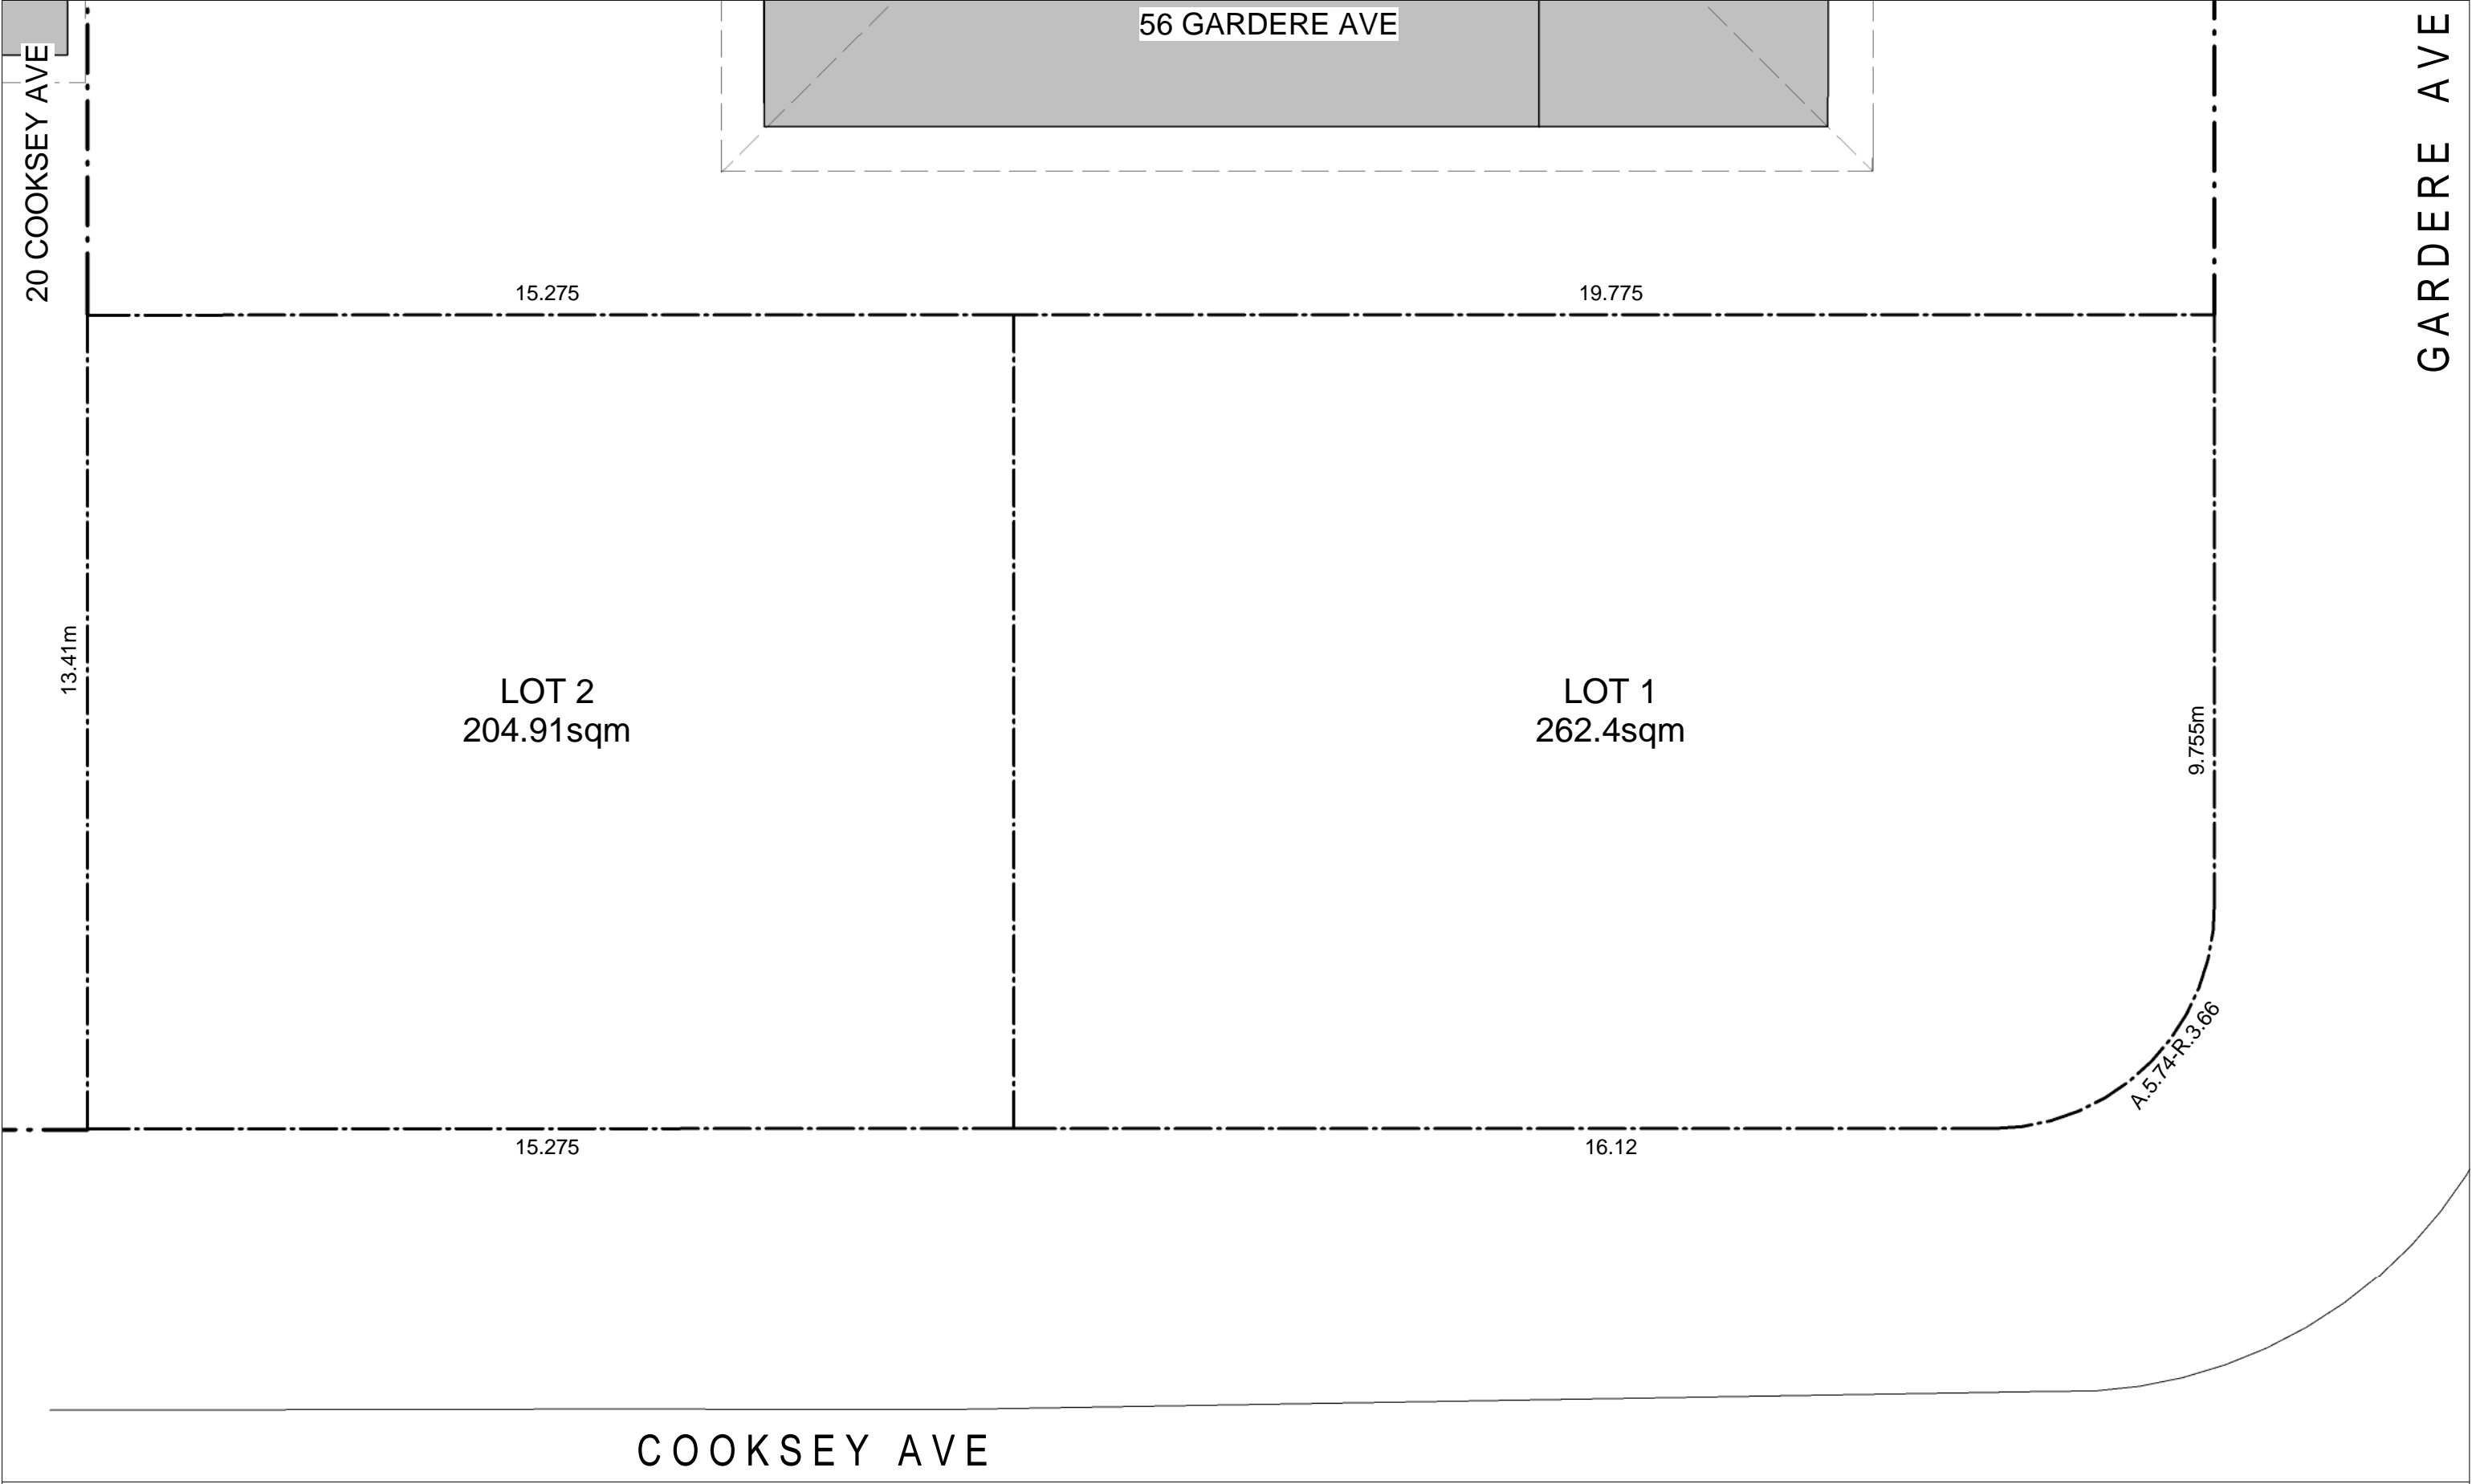 56 GARDERE AVE
20 COOKSEY AVE
GARDERE AVE
15.275
19.775
13.41m
LOT 2
204.91sqm
LOT 1
262.4sqm
9.755m
A.5.74-R.3.66
15.275
16.12
COOKSEY AVE